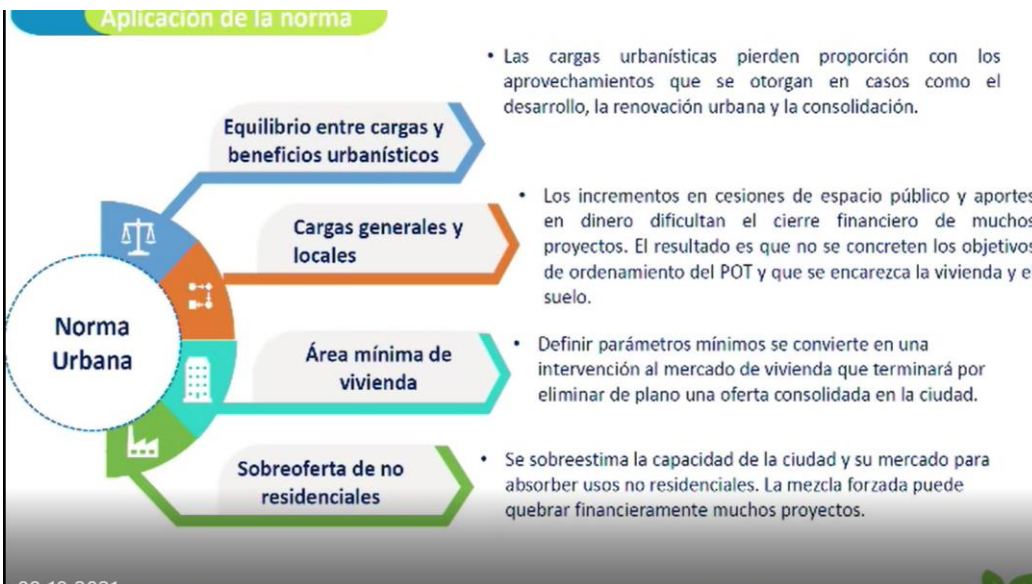 Aplicación de la norma
Las cargas urbanísticas pierden proporción con los
aprovechamientos que se otorgan en casos como el
desarrollo, la renovación urbana y la consolidación.
Equilibrio entre cargas y
beneficios urbanísticos
Los incrementos en cesiones de espacio público y aportes
en dinero dificultan el cierre financiero de muchos
proyectos. El resultado es que no se concreten los objetivos
de ordenamiento del POT y que se encarezca la vivienda y e
suelo.
Cargas generales y
locales
Norma
Urbana
Área mínima de
vivienda
Definir parámetros mínimos se convierte en una
intervención al mercado de vivienda que terminará por
eliminar de plano una oferta consolidada en la ciudad.
Sobreoferta de no
residenciales
Se sobreestima la capacidad de la ciudad y su mercado para
absorber usos no residenciales. La mezcla forzada puede
quebrar financieramente muchos proyectos.